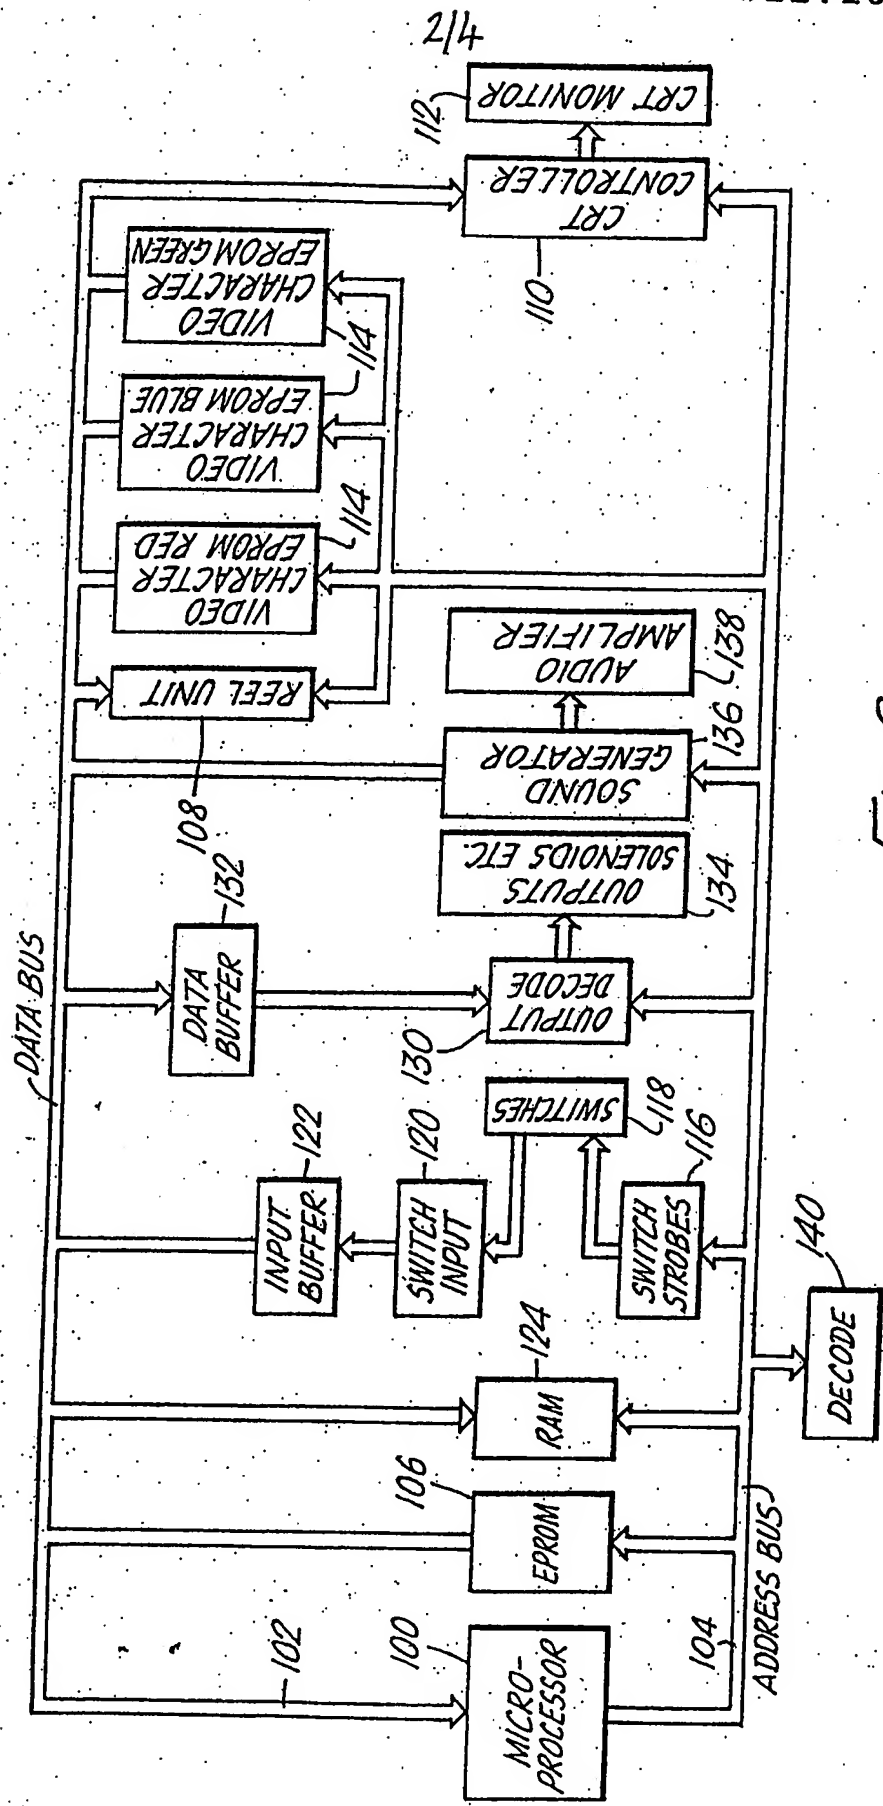 2/4
DATA BUS
102
100
MICRO-
PROCESSOR
104
ADDRESS BUS
106
EPROM
124
RAM
122
INPUT
BUFFER
120
SWITCH
INPUT
SWITCHES
118
116
SWITCH
STROBES
140
DECODE
132
DATA
BUFFER
130
OUTPUT
DECODE
OUTPUTS
SOLENOIDS ETC.
134
108
REEL UNIT
SOUND
GENERATOR
136
AUDIO
AMPLIFIER
138
VIDEO
CHARACTER
EPROM RED
114
VIDEO
CHARACTER
EPROM BLUE
114
VIDEO
CHARACTER
EPROM GREEN
114
110
CRT
CONTROLLER
112
CRT MONITOR